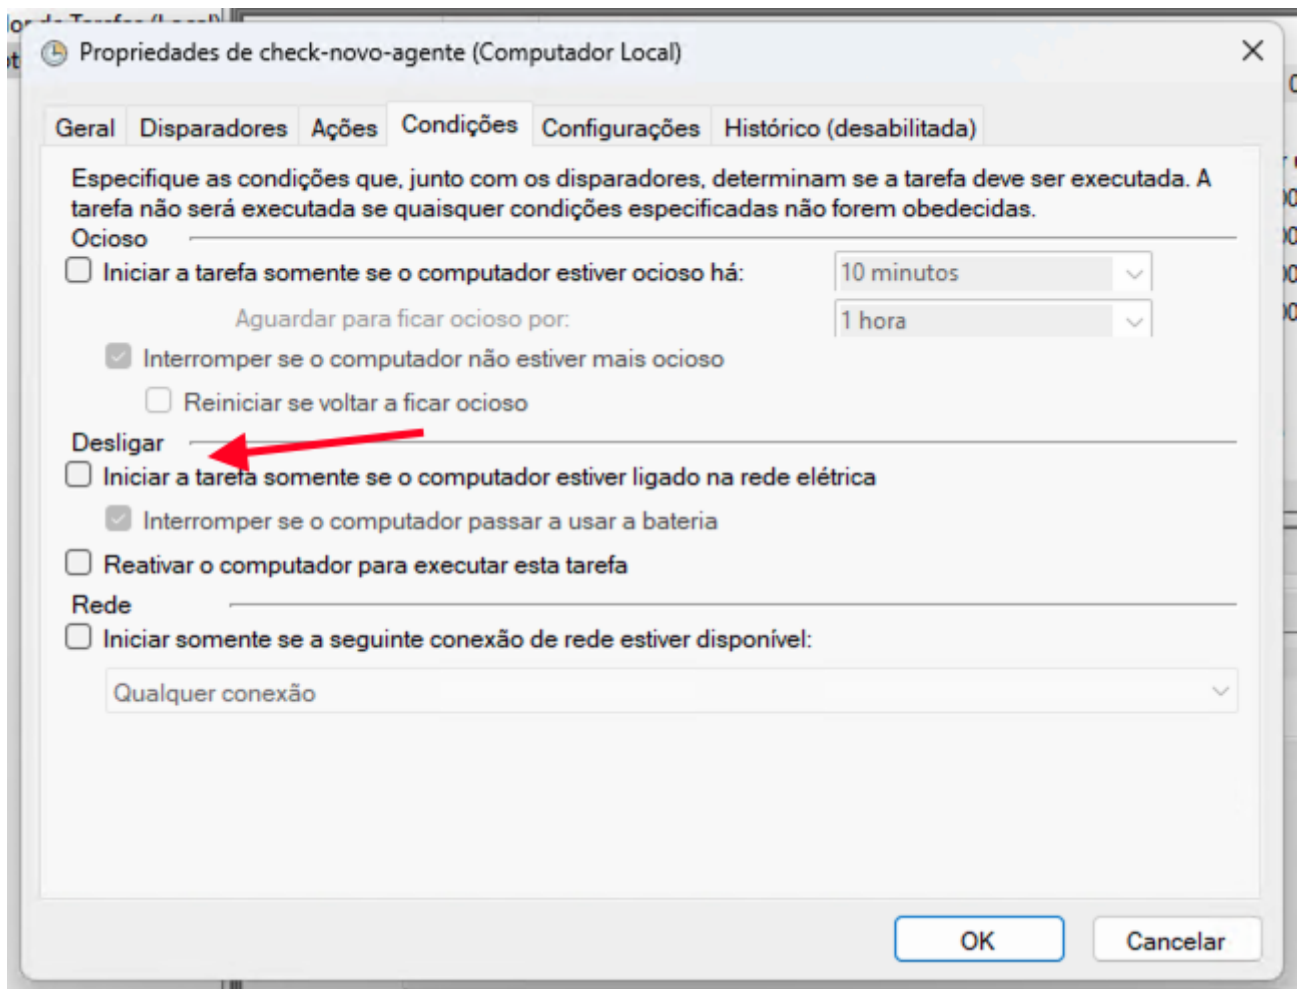 Propriedades de check-novo-agente (Computador Local)
Geral Disparadores Ações Condições Configurações Histórico (desabilitada)
Especifique as condições que, junto com os disparadores, determinam se a tarefa deve ser executada. A
tarefa não será executada se quaisquer condições especificadas não forem obedecidas.
Ocioso
Iniciar a tarefa somente se o computador estiver ocioso há: 10 minutos
Aguardar para ficar ocioso por: 1 hora
Interromper se o computador não estiver mais ocioso
Reiniciar se voltar a ficar ocioso
Desligar
Iniciar a tarefa somente se o computador estiver ligado na rede elétrica
Interromper se o computador passar a usar a bateria
Reativar o computador para executar esta tarefa
Rede
Iniciar somente se a seguinte conexão de rede estiver disponível:
Qualquer conexão
OK Cancelar